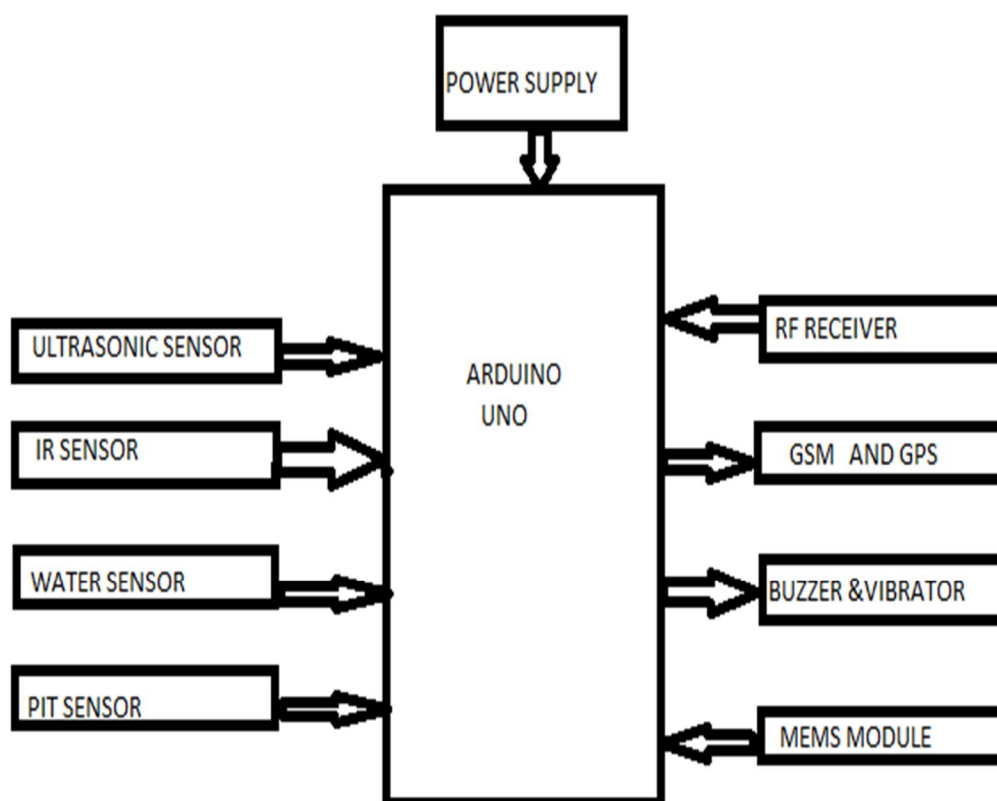 POWER SUPPLY
ULTRASONIC SENSOR
IR SENSOR
WATER SENSOR
PIT SENSOR
ARDUINO
UNO
RF RECEIVER
GSM AND GPS
BUZZER &VIBRATOR
MEMS MODULE